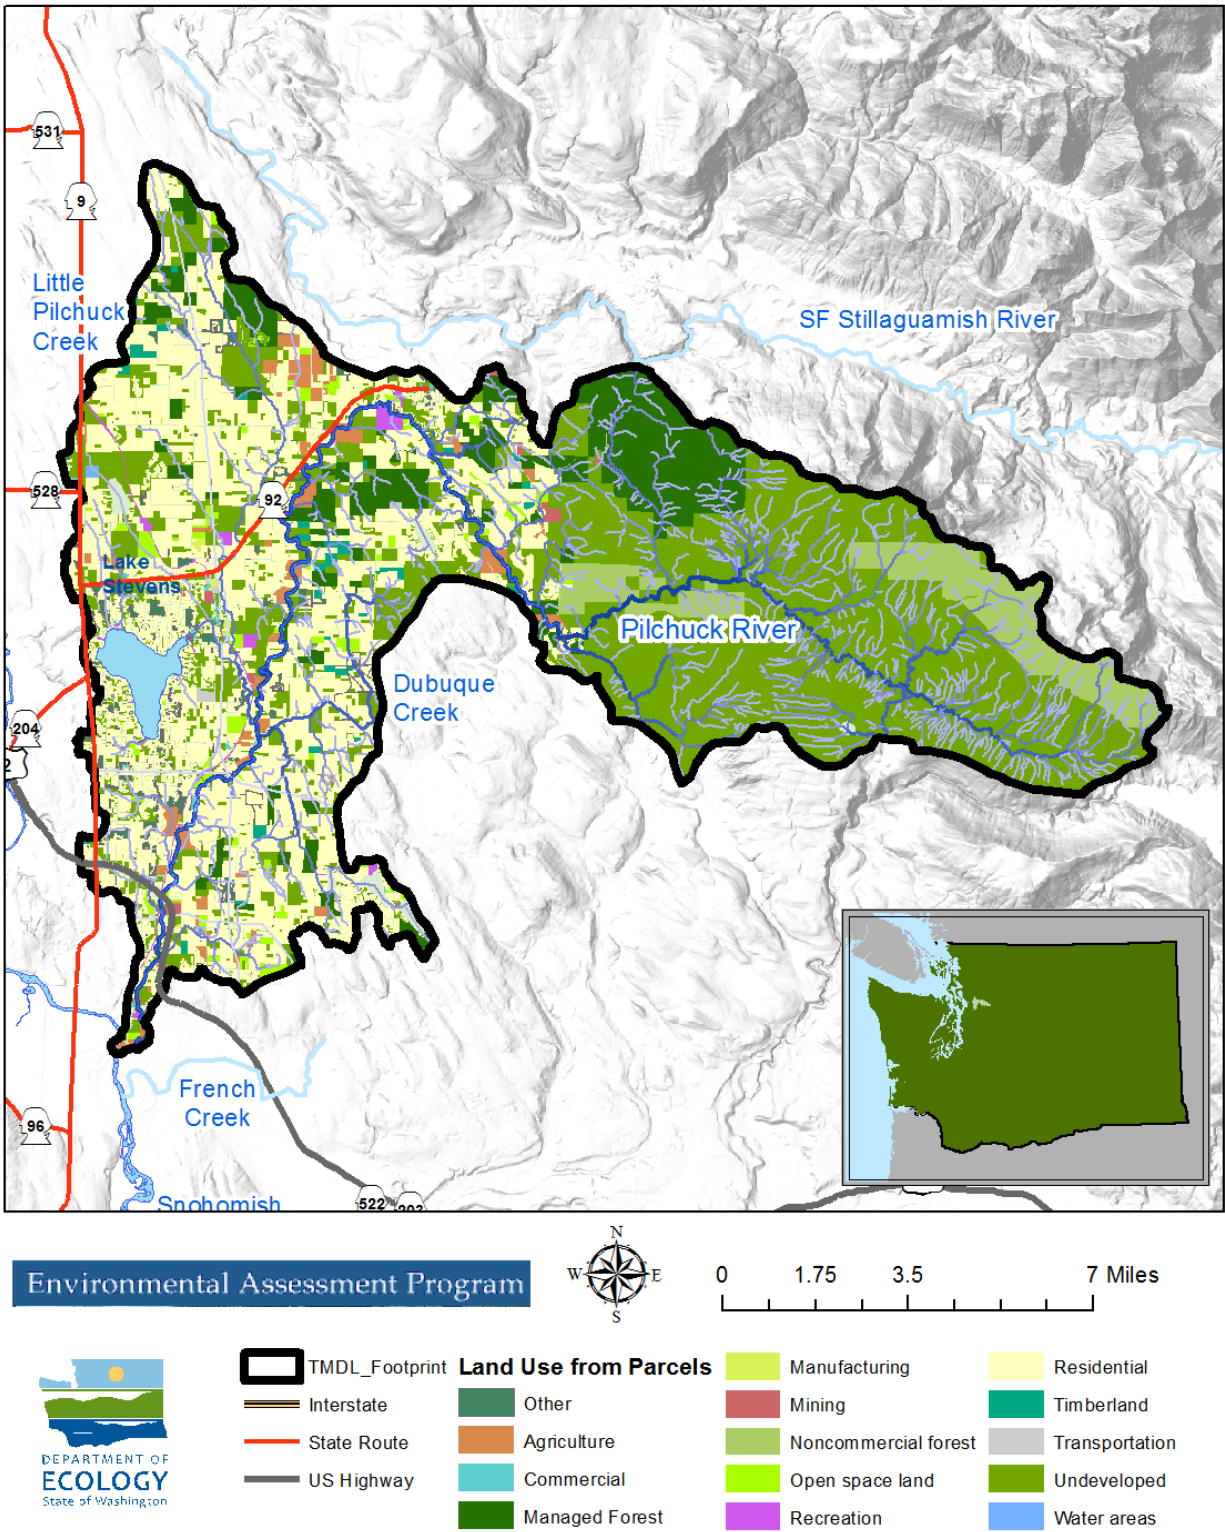 531
9
Little
Pilchuck
Creek
SF Stillaguamish River
528
92
Lake
Stevens
Pilchuck River
Dubuque
Creek
204
2
French
Creek
96
Snohomish
522
203
Environmental Assessment Program
N
W E
S
0 1.75 3.5 7 Miles
DEPARTMENT OF
ECOLOGY
State of Washington
TMDL_Footprint
Interstate
State Route
US Highway
Land Use from Parcels
Other
Agriculture
Commercial
Managed Forest
Manufacturing
Mining
Noncommercial forest
Open space land
Recreation
Residential
Timberland
Transportation
Undeveloped
Water areas